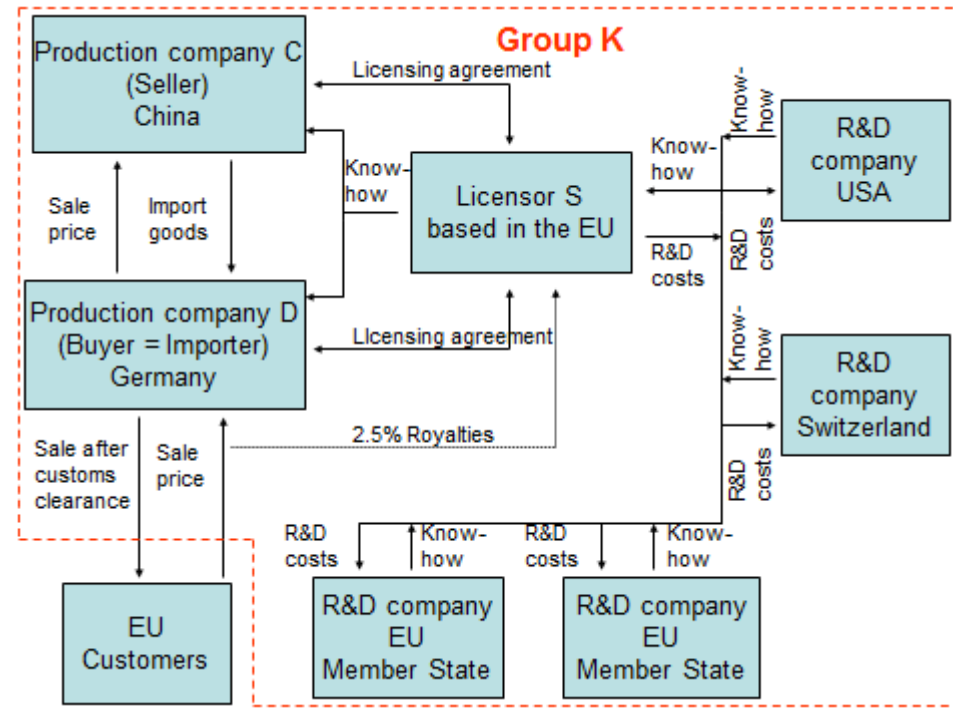 Group K
Production company C
(Seller)
China
Licensing agreement
Know-
how
Licensor S
based in the EU
Know-
how
Know-
how
R&D
company
USA
R&D
costs
R&D
costs
Sale
price
Import
goods
Production company D
(Buyer = Importer)
Germany
LIcensing agreement
Know-
how
R&D
company
Switzerland
R&D
costs
2.5% Royalties
Sale after
customs
clearance
Sale
price
R&D
costs
Know-
how
R&D
costs
Know-
how
EU
Customers
R&D company
EU
Member State
R&D company
EU
Member State